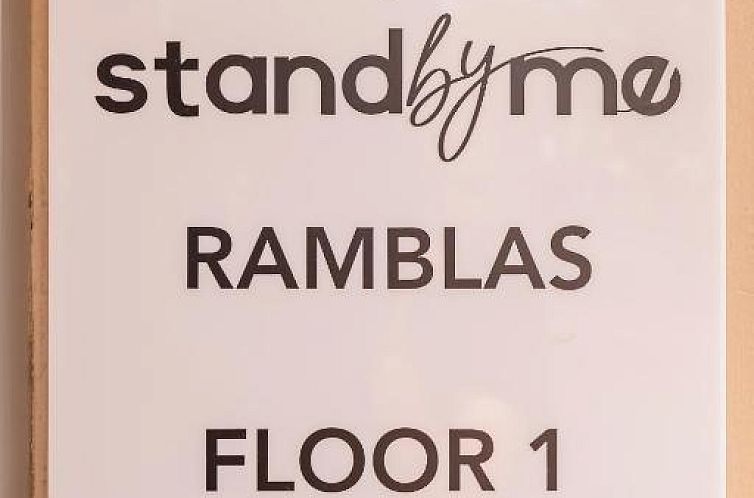 standbyme
RAMBLAS
FLOOR 1